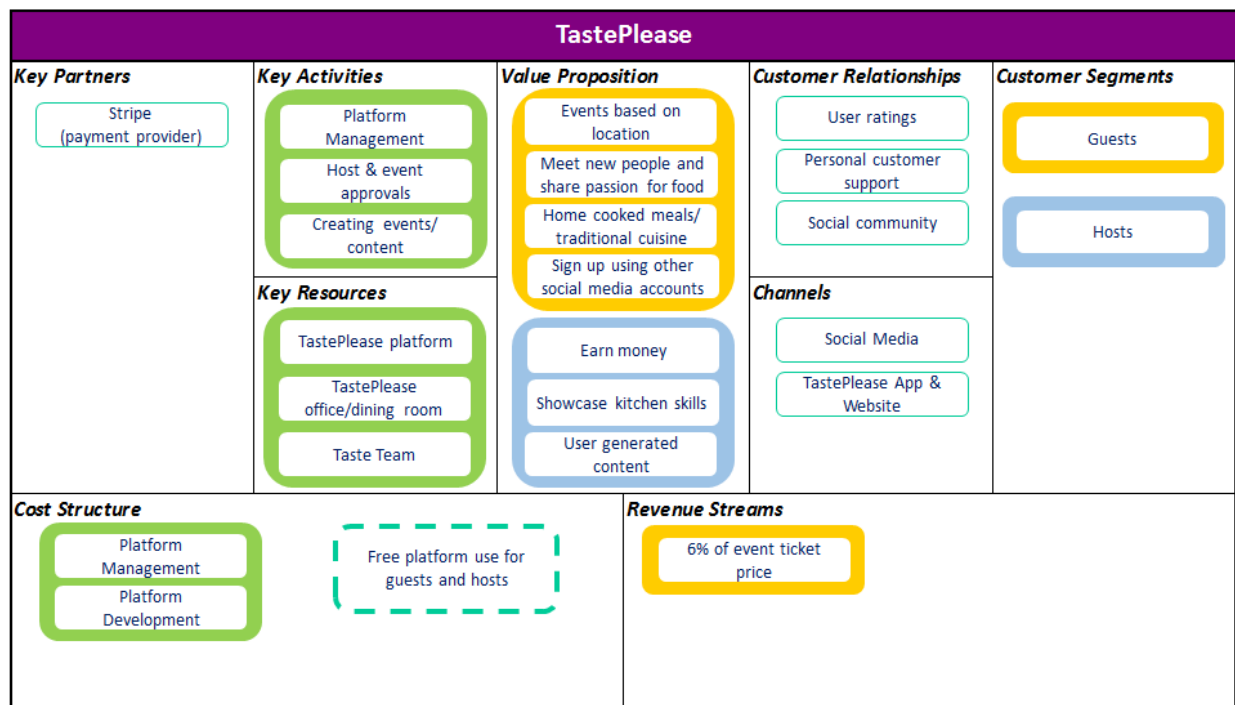 TastePlease
Key Partners
Stripe
(payment provider)
Key Activities
Platform
Management
Host & event
approvals
Creating events/
content
Key Resources
TastePlease platform
TastePlease
office/dining room
Taste Team
Value Proposition
Events based on
location
Meet new people and
share passion for food
Home cooked meals/
traditional cuisine
Sign up using other
social media accounts
Earn money
Showcase kitchen skills
User generated
content
Customer Relationships
User ratings
Personal customer
support
Social community
Channels
Social Media
TastePlease App &
Website
Customer Segments
Guests
Hosts
Cost Structure
Platform
Management
Platform
Development
Free platform use for
guests and hosts
Revenue Streams
6% of event ticket
price